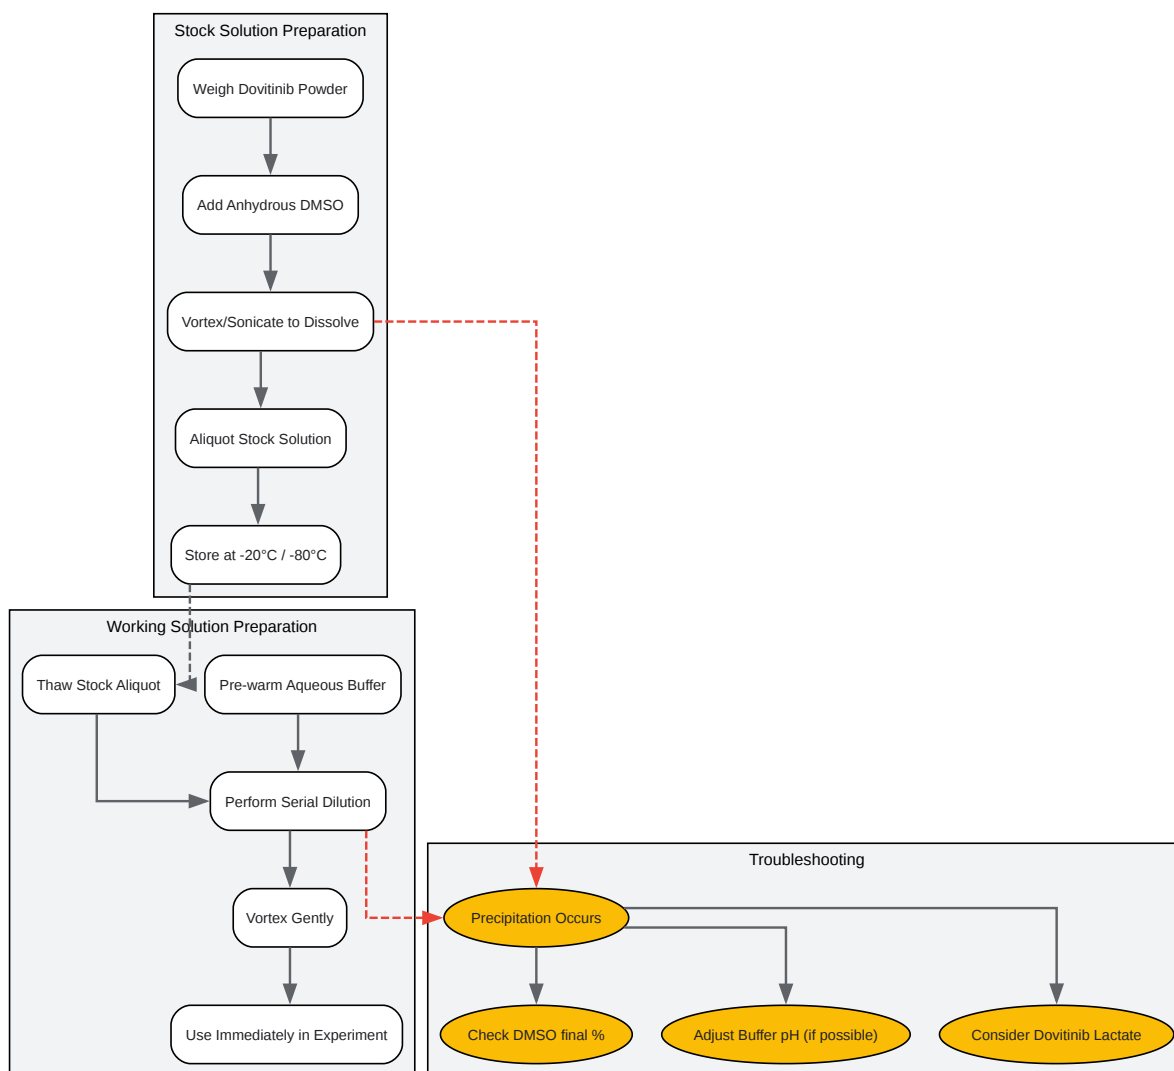 Stock Solution Preparation
Weigh Dovitinib Powder
Add Anhydrous DMSO
Vortex/Sonicate to Dissolve
Aliquot Stock Solution
Store at -20°C / -80°C
Working Solution Preparation
Thaw Stock Aliquot
Pre-warm Aqueous Buffer
Perform Serial Dilution
Vortex Gently
Use Immediately in Experiment
Troubleshooting
Precipitation Occurs
Check DMSO final %
Adjust Buffer pH (if possible)
Consider Dovitinib Lactate